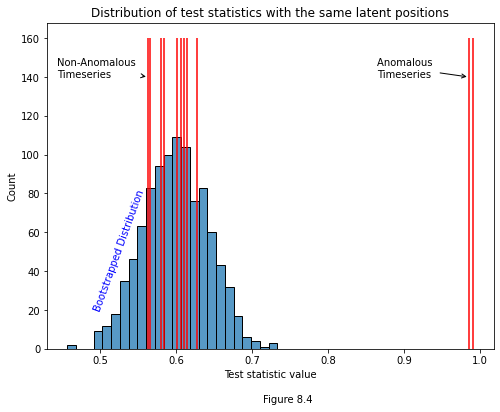 Distribution of test statistics with the same latent positions
160
140
120
100
80
60
40
20
0
Count
Non-Anomalous
Timeseries
Anomalous
Timeseries
Bootstrapped Distribution
0.5 0.6 0.7 0.8 0.9 1.0
Test statistic value
Figure 8.4